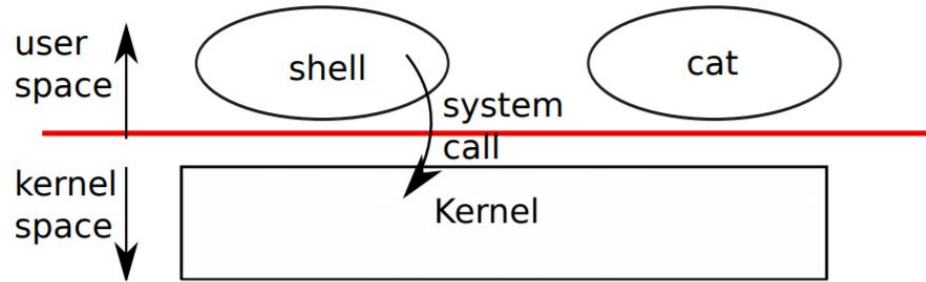 user
space
shell
cat
system
call
kernel
space
Kernel